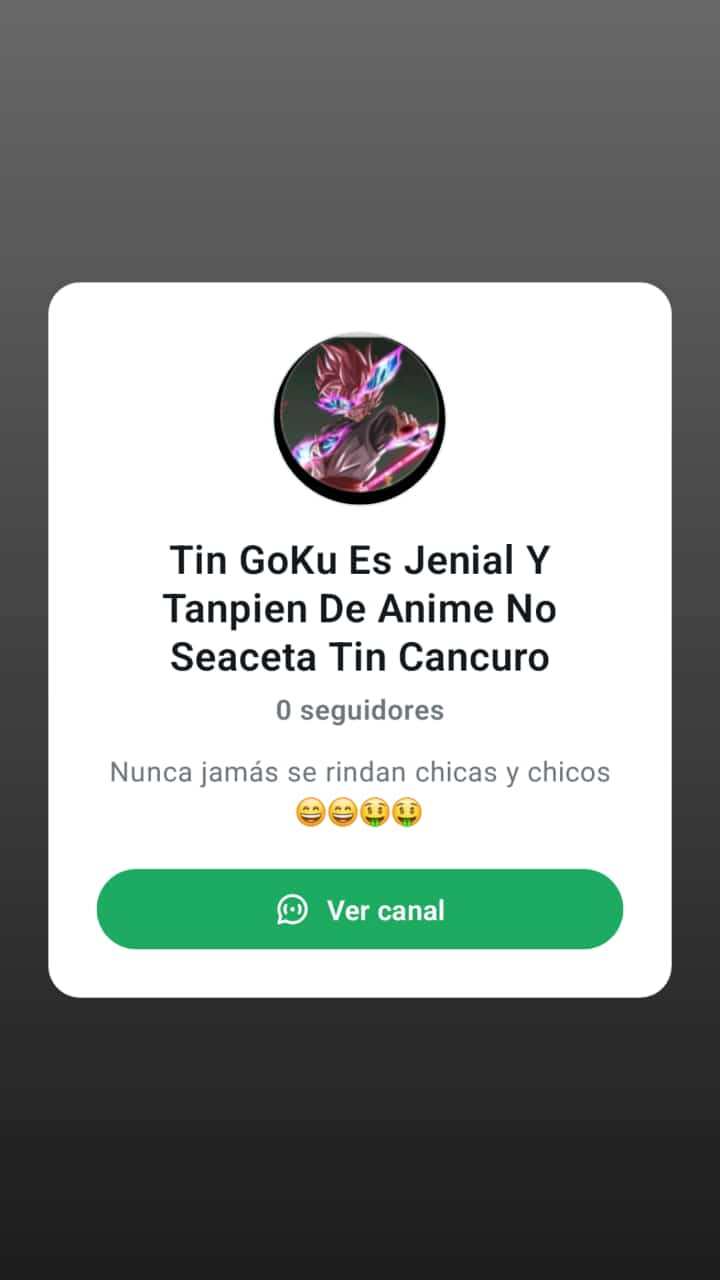 Tin GoKu Es Jenial Y
Tanpien De Anime No
Seaceta Tin Cancuro
0 seguidores
Nunca jamás se rindan chicas y chicos
😄😄🤑🤑
Ver canal